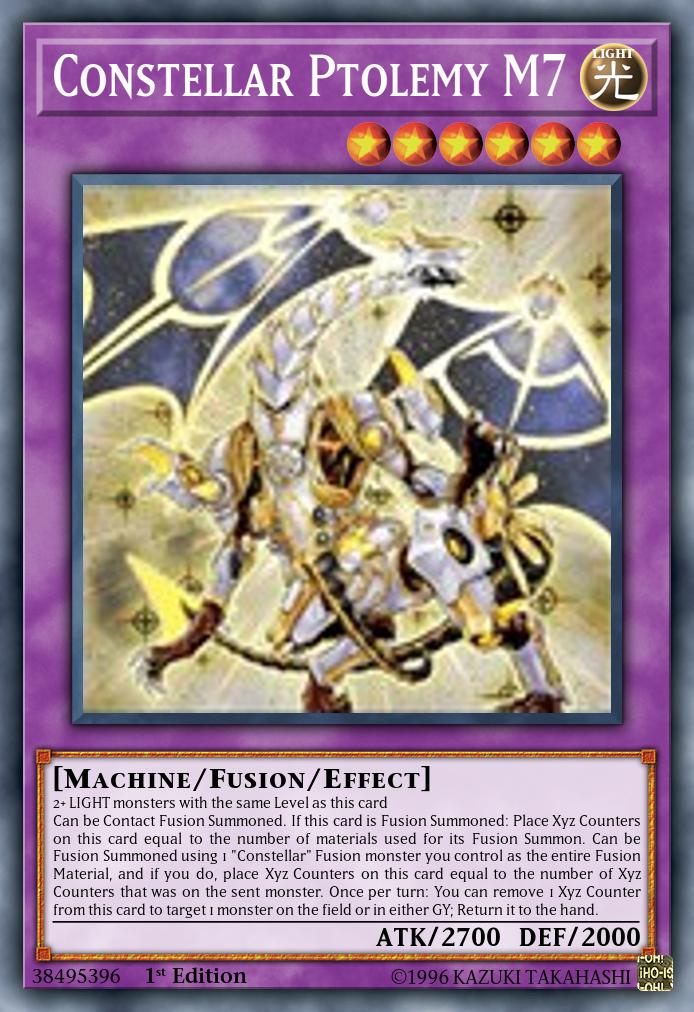 Constellar Ptolemy M7
LIGHT
光
[Machine/Fusion/Effect]
2+ LIGHT monsters with the same Level as this card
Can be Contact Fusion Summoned. If this card is Fusion Summoned: Place Xyz Counters
on this card equal to the number of materials used for its Fusion Summon. Can be
Fusion Summoned using 1 "Constellar" Fusion monster you control as the entire Fusion
Material, and if you do, place Xyz Counters on this card equal to the number of Xyz
Counters that was on the sent monster. Once per turn: You can remove 1 Xyz Counter
from this card to target 1 monster on the field or in either GY; Return it to the hand.
ATK/2700 DEF/2000
38495396 1st Edition ©1996 KAZUKI TAKAHASHI